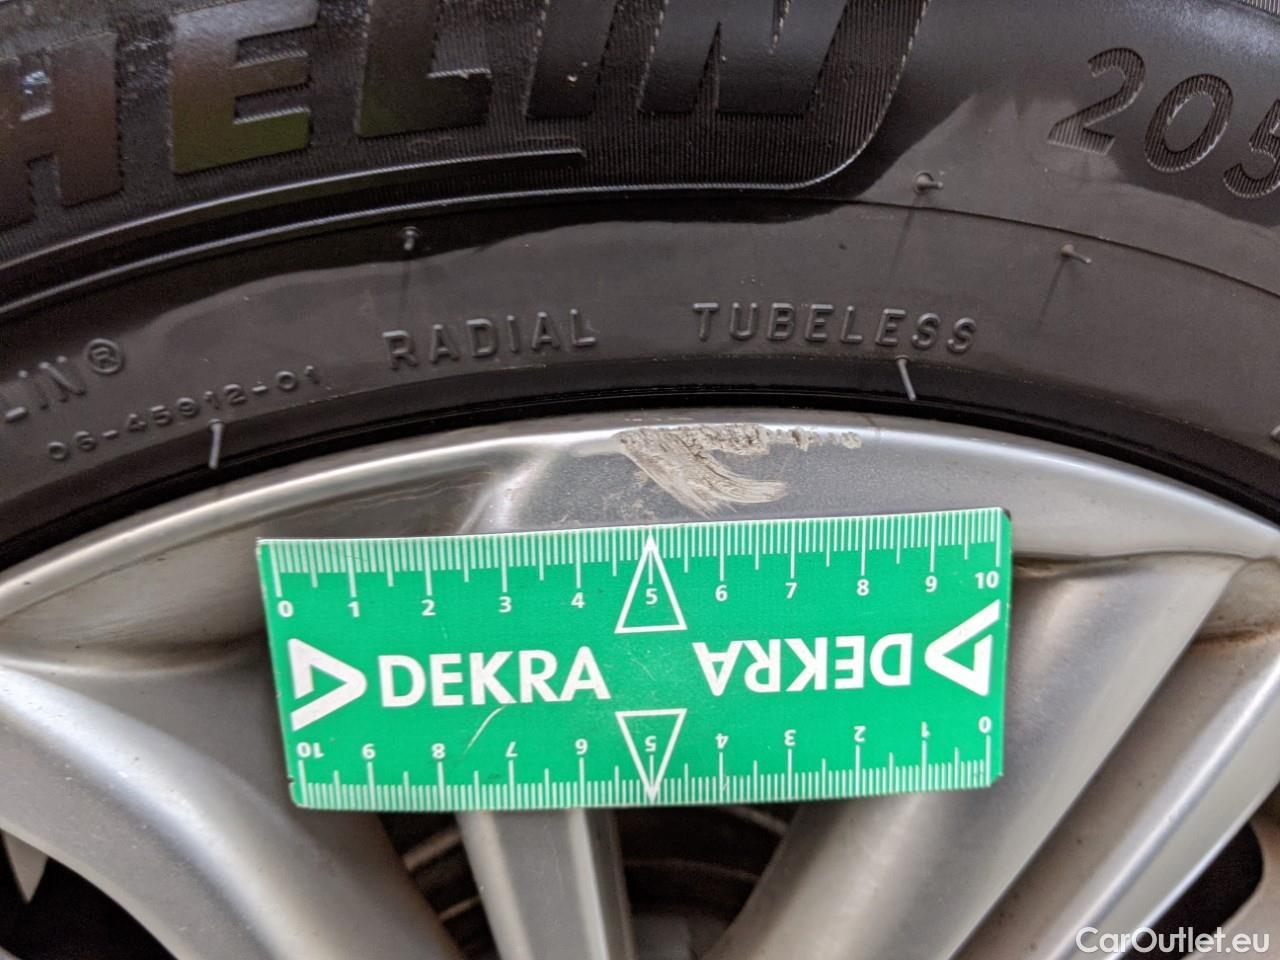 HELIN
205
LIN®
06-45912-01
RADIAL TUBELESS
0 1 2 3 4 5 6 7 8 9 10
DEKRA
DEKRA
10 9 8 7 6 5 4 3 2 1 0
CarOutlet.eu